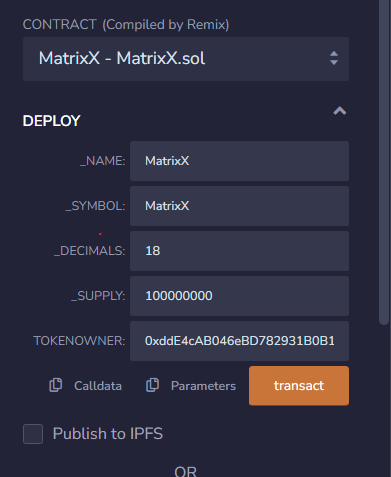 CONTRACT (Compiled by Remix)
MatrixX - MatrixX.sol
DEPLOY
_NAME: MatrixX
_SYMBOL: MatrixX
_DECIMALS: 18
_SUPPLY: 100000000
TOKENOWNER: 0xddE4cAB046eBD782931B0B1
Calldata Parameters transact
Publish to IPFS
OR